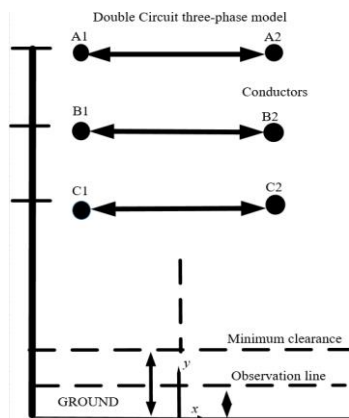 Double Circuit three-phase model
A1 A2
Conductors
B1 B2
C1 C2
Minimum clearance
y
Observation line
GROUND
x